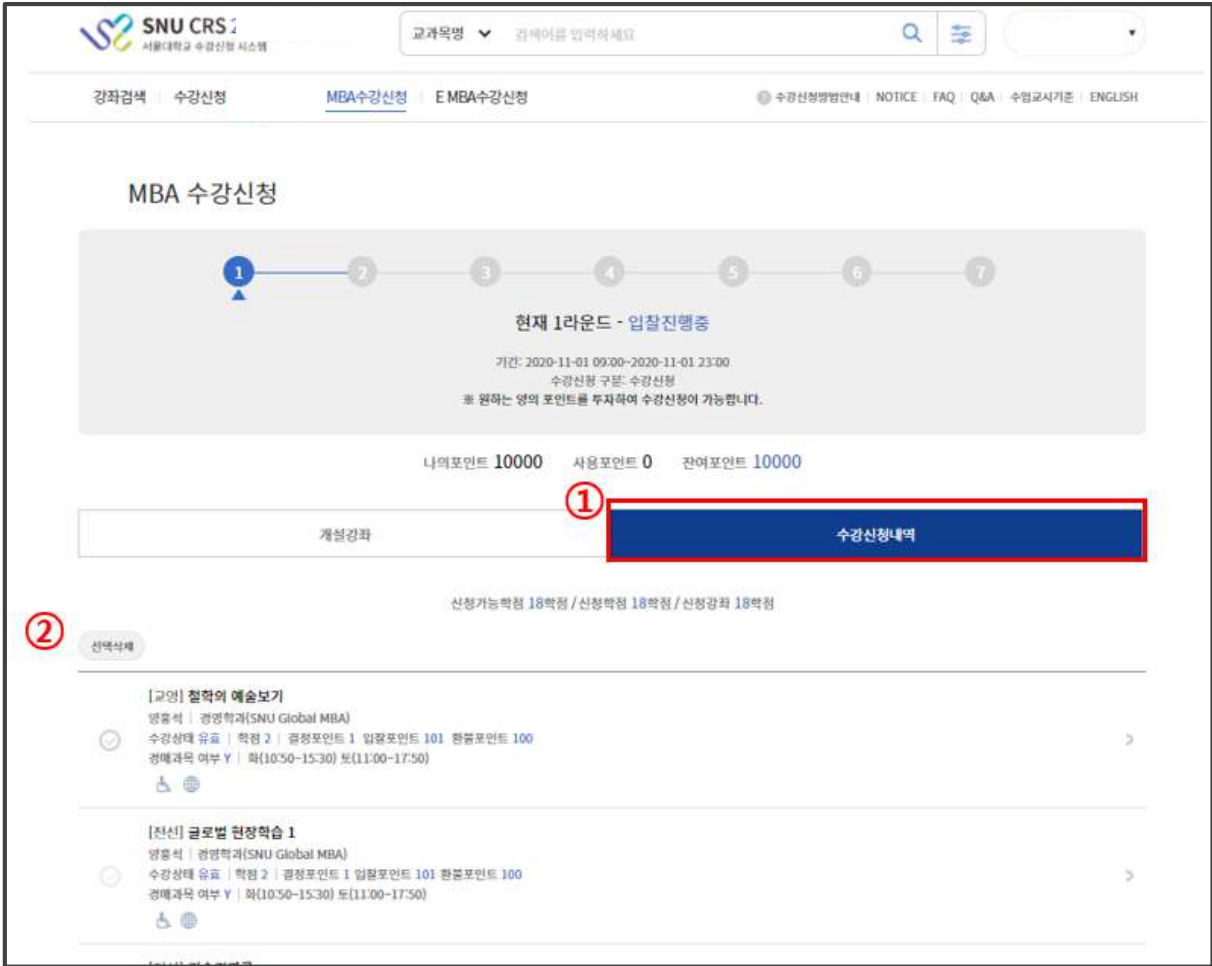 SNU CRS
서울대학교 수강신청 시스템
교과목명
검색어를 입력하세요
강좌검색 수강신청 MBA수강신청 E MBA수강신청
수강신청방법안내 NOTICE FAQ Q&A 수업교시기준 ENGLISH
MBA 수강신청
1 2 3 4 5 6 7
현재 1라운드 - 입찰진행중
기간: 2020-11-01 09:00~2020-11-01 23:00
수강신청 구분: 수강신청
※ 원하는 양의 포인트를 투자하여 수강신청이 가능합니다.
나의포인트 10000 사용포인트 0 잔여포인트 10000
①
개설강좌 수강신청내역
신청가능학점 18학점 / 신청학점 18학점 / 신청강좌 18학점
②
선택삭제
[교양] 철학의 예술보기
양홍석 | 경영학과(SNU Global MBA)
수강상태 유효 | 학점 2 | 결정포인트 1 입찰포인트 101 환불포인트 100
경매과목 여부 Y | 화(10:50~15:30) 토(11:00~17:50)
[전선] 글로벌 현장학습 1
양홍석 | 경영학과(SNU Global MBA)
수강상태 유효 | 학점 2 | 결정포인트 1 입찰포인트 101 환불포인트 100
경매과목 여부 Y | 화(10:50~15:30) 토(11:00~17:50)